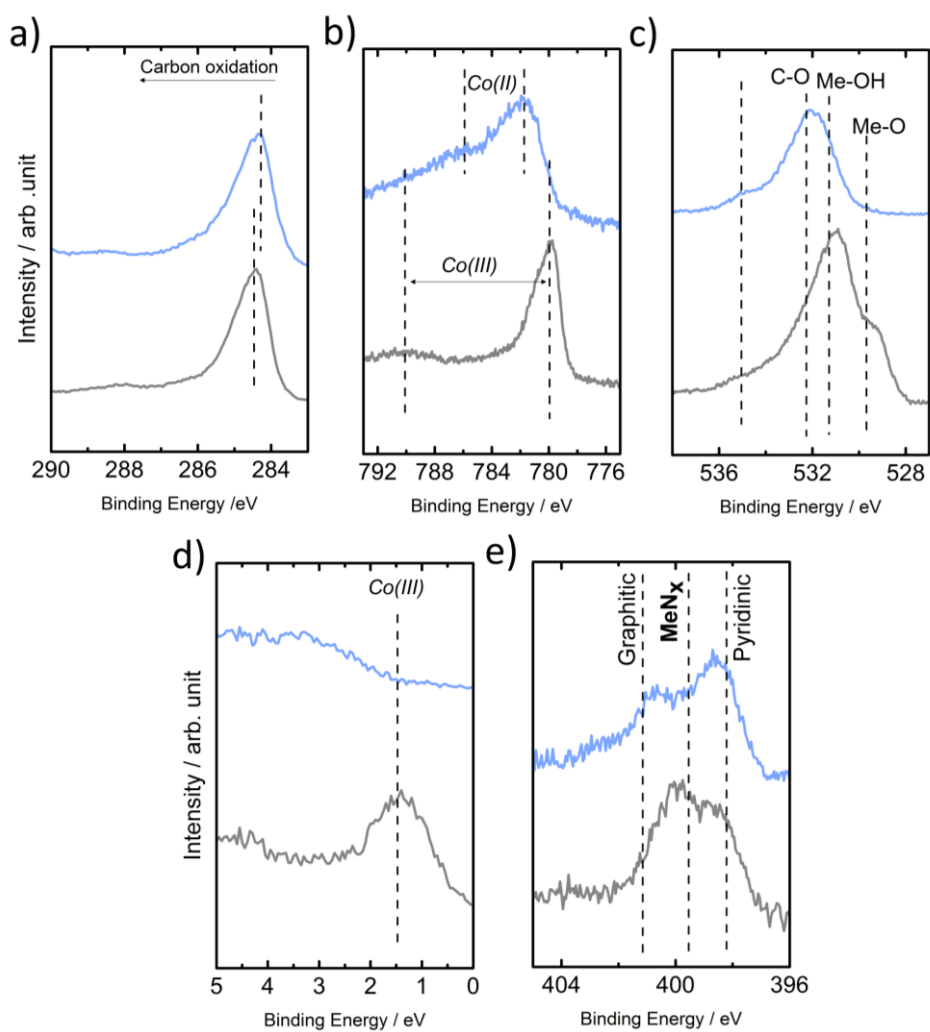 a)
Carbon oxidation
290 288 286 284
Binding Energy /eV
Intensity / arb .unit
b)
Co(II)
Co(III)
792 788 784 780 776
Binding Energy / eV
c)
C-O Me-OH
Me-O
536 532 528
Binding Energy / eV
d)
Co(III)
5 4 3 2 1 0
Binding Energy / eV
Intensity / arb. unit
e)
Graphitic
MeNx
Pyridinic
404 400 396
Binding Energy / eV